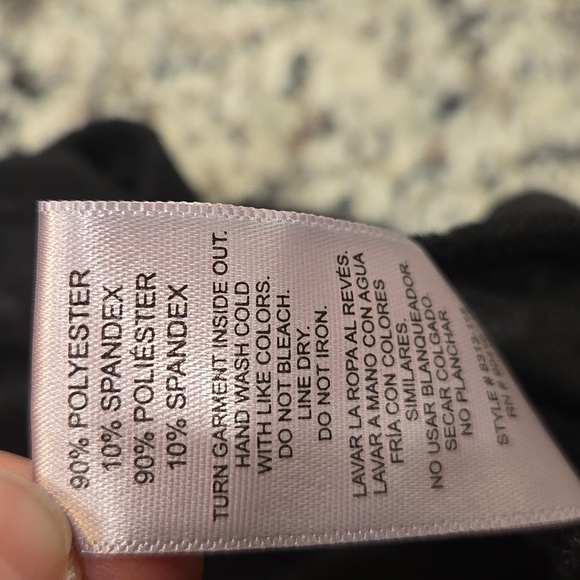 90% POLYESTER
10% SPANDEX
90% POLIÉSTER
10% SPANDEX
TURN GARMENT INSIDE OUT.
HAND WASH COLD
WITH LIKE COLORS.
DO NOT BLEACH.
LINE DRY.
DO NOT IRON.
LAVAR LA ROPA AL REVÉS.
LAVAR A MANO CON AGUA
FRÍA CON COLORES
SIMILARES.
NO USAR BLANQUEADOR.
SECAR COLGADO.
NO PLANCHAR.
STYLE #
RN #